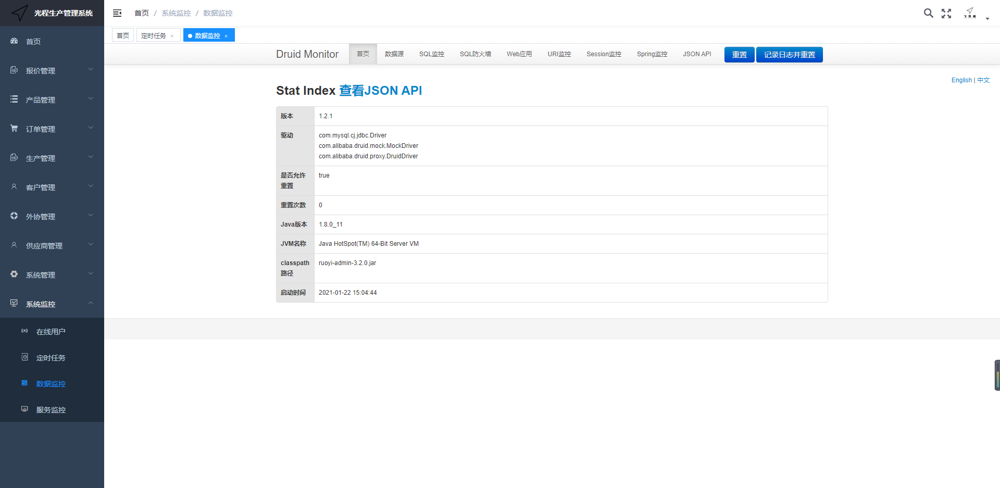 光程生产管理系统
首页
报价管理
产品管理
订单管理
生产管理
客户管理
外协管理
供应商管理
系统管理
系统监控
在线用户
定时任务
数据监控
服务监控
首页 / 系统监控 / 数据监控
首页 定时任务 × 数据监控 ×
Druid Monitor 首页 数据源 SQL监控 SQL防火墙 Web应用 URI监控 Session监控 Spring监控 JSON API 重置 记录日志并重置
English | 中文
Stat Index 查看JSON API
版本 1.2.1
驱动 com.mysql.cj.jdbc.Driver
com.alibaba.druid.mock.MockDriver
com.alibaba.druid.proxy.DruidDriver
是否允许 true
重置
重置次数 0
Java版本 1.8.0_11
JVM名称 Java HotSpot(TM) 64-Bit Server VM
classpath ruoyi-admin-3.2.0.jar
路径
启动时间 2021-01-22 15:04:44